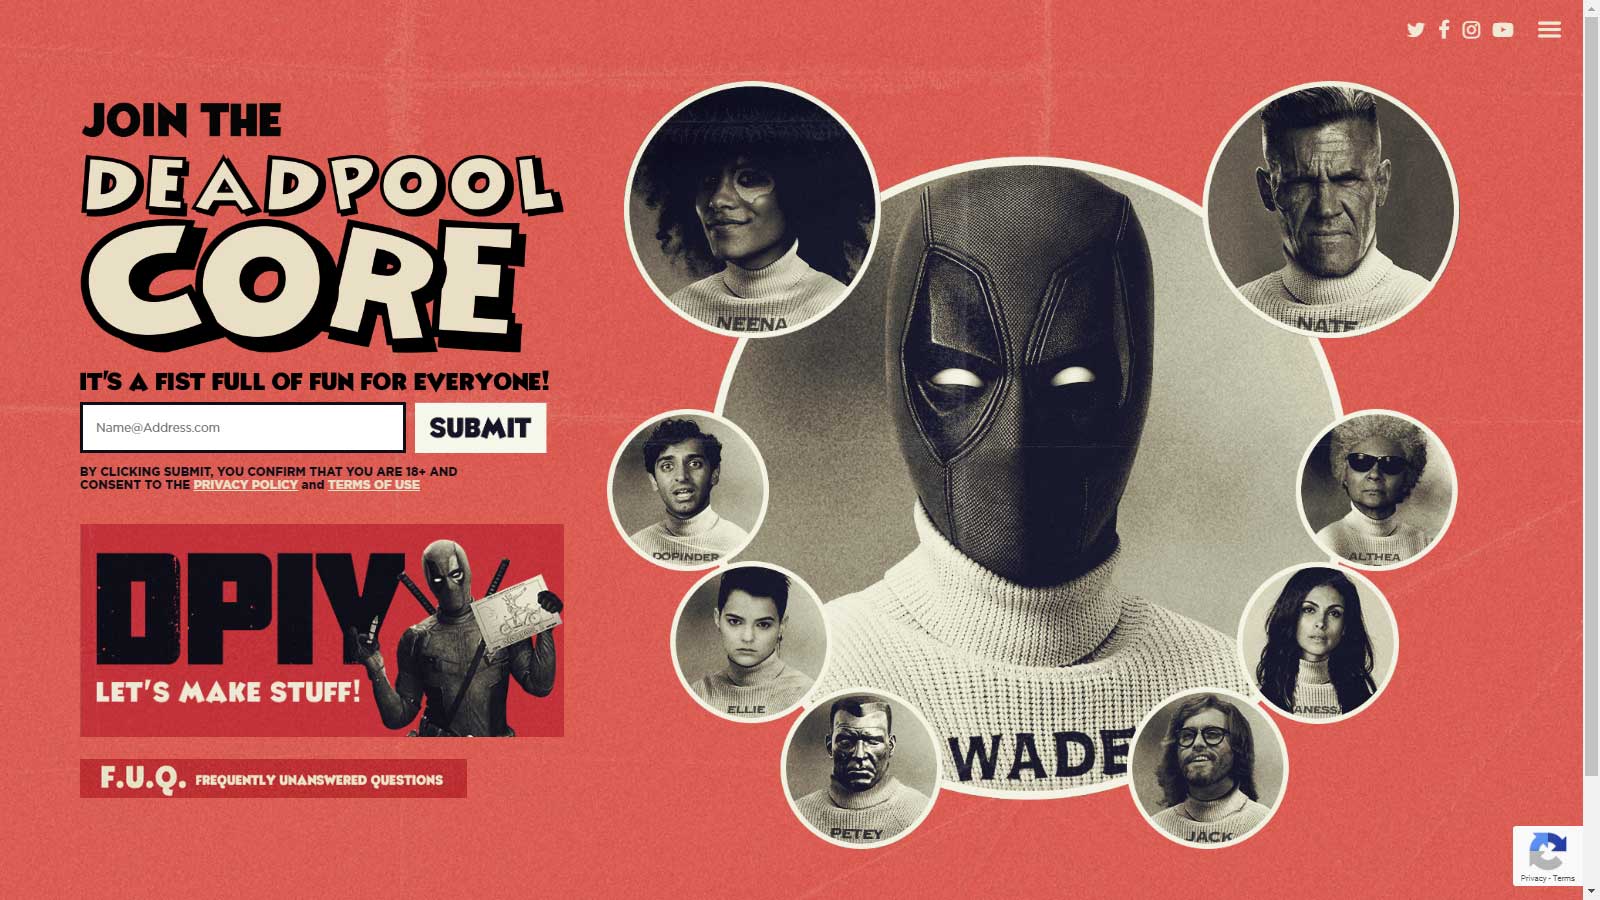 JOIN THE
DEADPOOL
CORE
IT'S A FIST FULL OF FUN FOR EVERYONE!
Name@Address.com
SUBMIT
BY CLICKING SUBMIT, YOU CONFIRM THAT YOU ARE 18+ AND
CONSENT TO THE PRIVACY POLICY and TERMS OF USE
DPIY
LET'S MAKE STUFF!
F.U.Q. FREQUENTLY UNANSWERED QUESTIONS
NEENA
NATE
DOPINDER
ALTHEA
ELLIE
ANESSA
PETEY
WADE
JACK
Privacy - Terms